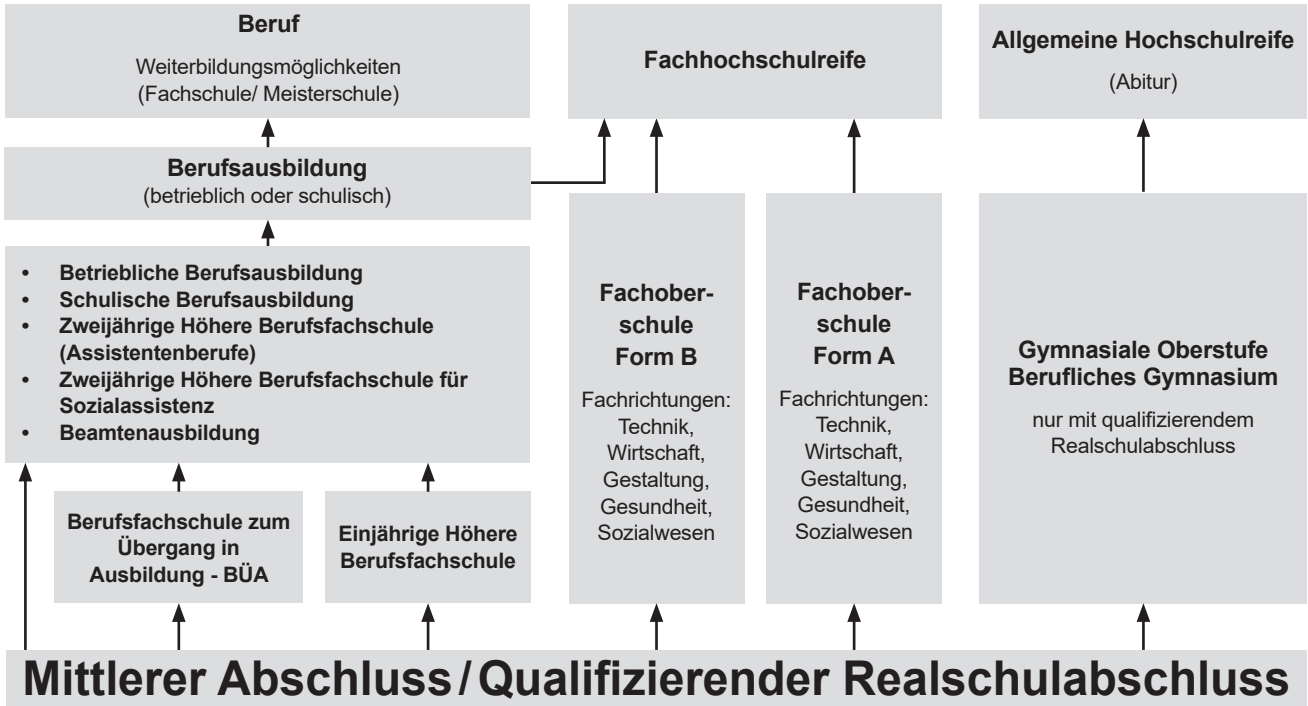 Beruf
Weiterbildungsmöglichkeiten
(Fachschule/ Meisterschule)
Fachhochschulreife
Allgemeine Hochschulreife
(Abitur)
Berufsausbildung
(betrieblich oder schulisch)
• Betriebliche Berufsausbildung
• Schulische Berufsausbildung
• Zweijährige Höhere Berufsfachschule
(Assistentenberufe)
• Zweijährige Höhere Berufsfachschule für
Sozialassistenz
• Beamtenausbildung
Fachober-
schule
Form B
Fachrichtungen:
Technik,
Wirtschaft,
Gestaltung,
Gesundheit,
Sozialwesen
Fachober-
schule
Form A
Fachrichtungen:
Technik,
Wirtschaft,
Gestaltung,
Gesundheit,
Sozialwesen
Gymnasiale Oberstufe
Berufliches Gymnasium
nur mit qualifizierendem
Realschulabschluss
Berufsfachschule zum
Übergang in
Ausbildung - BÜA
Einjährige Höhere
Berufsfachschule
Mittlerer Abschluss / Qualifizierender Realschulabschluss